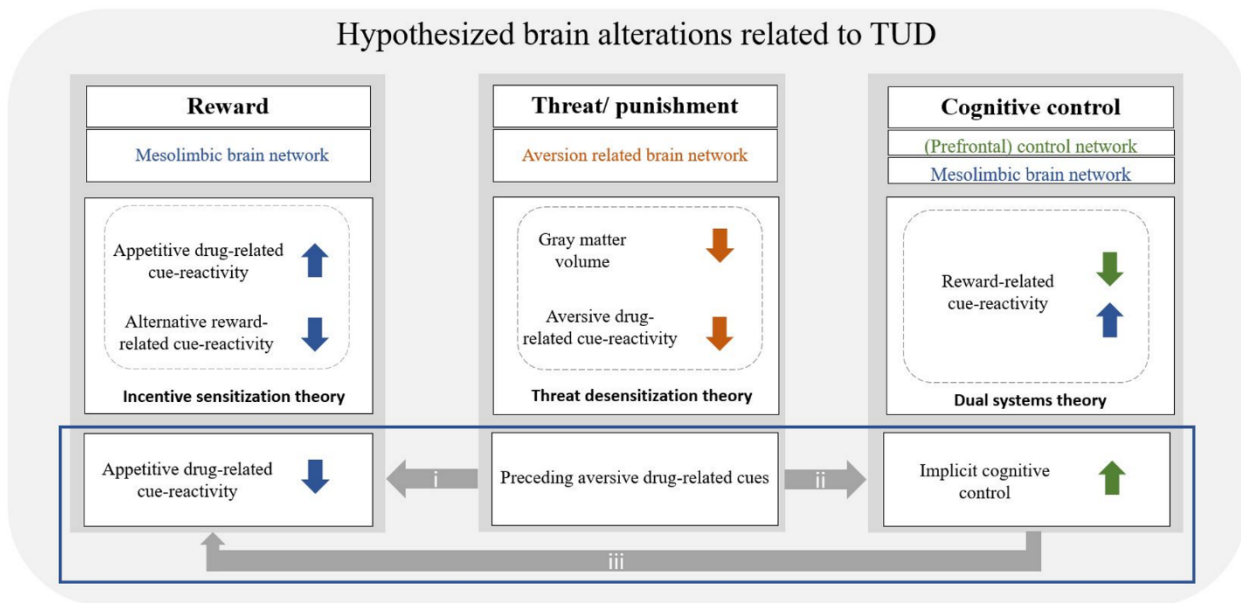 Hypothesized brain alterations related to TUD
Reward
Mesolimbic brain network
Appetitive drug-related
cue-reactivity
Alternative reward-
related cue-reactivity
Incentive sensitization theory
Threat/ punishment
Aversion related brain network
Gray matter
volume
Aversive drug-
related cue-reactivity
Threat desensitization theory
Cognitive control
(Prefrontal) control network
Mesolimbic brain network
Reward-related
cue-reactivity
Dual systems theory
Appetitive drug-related
cue-reactivity
i
Preceding aversive drug-related cues
ii
Implicit cognitive
control
iii